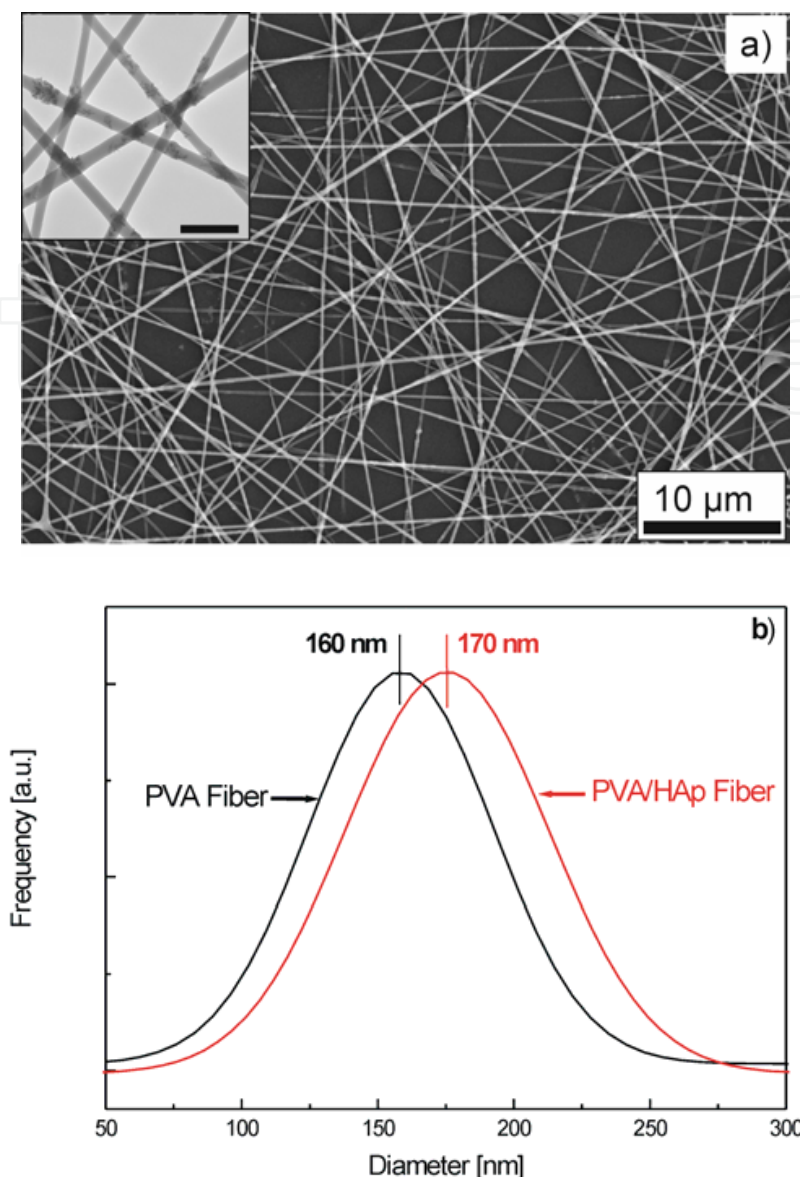 a)
10 µm
b)
160 nm
170 nm
PVA Fiber
PVA/HAp Fiber
Frequency [a.u.]
50
100
150
200
250
300
Diameter [nm]